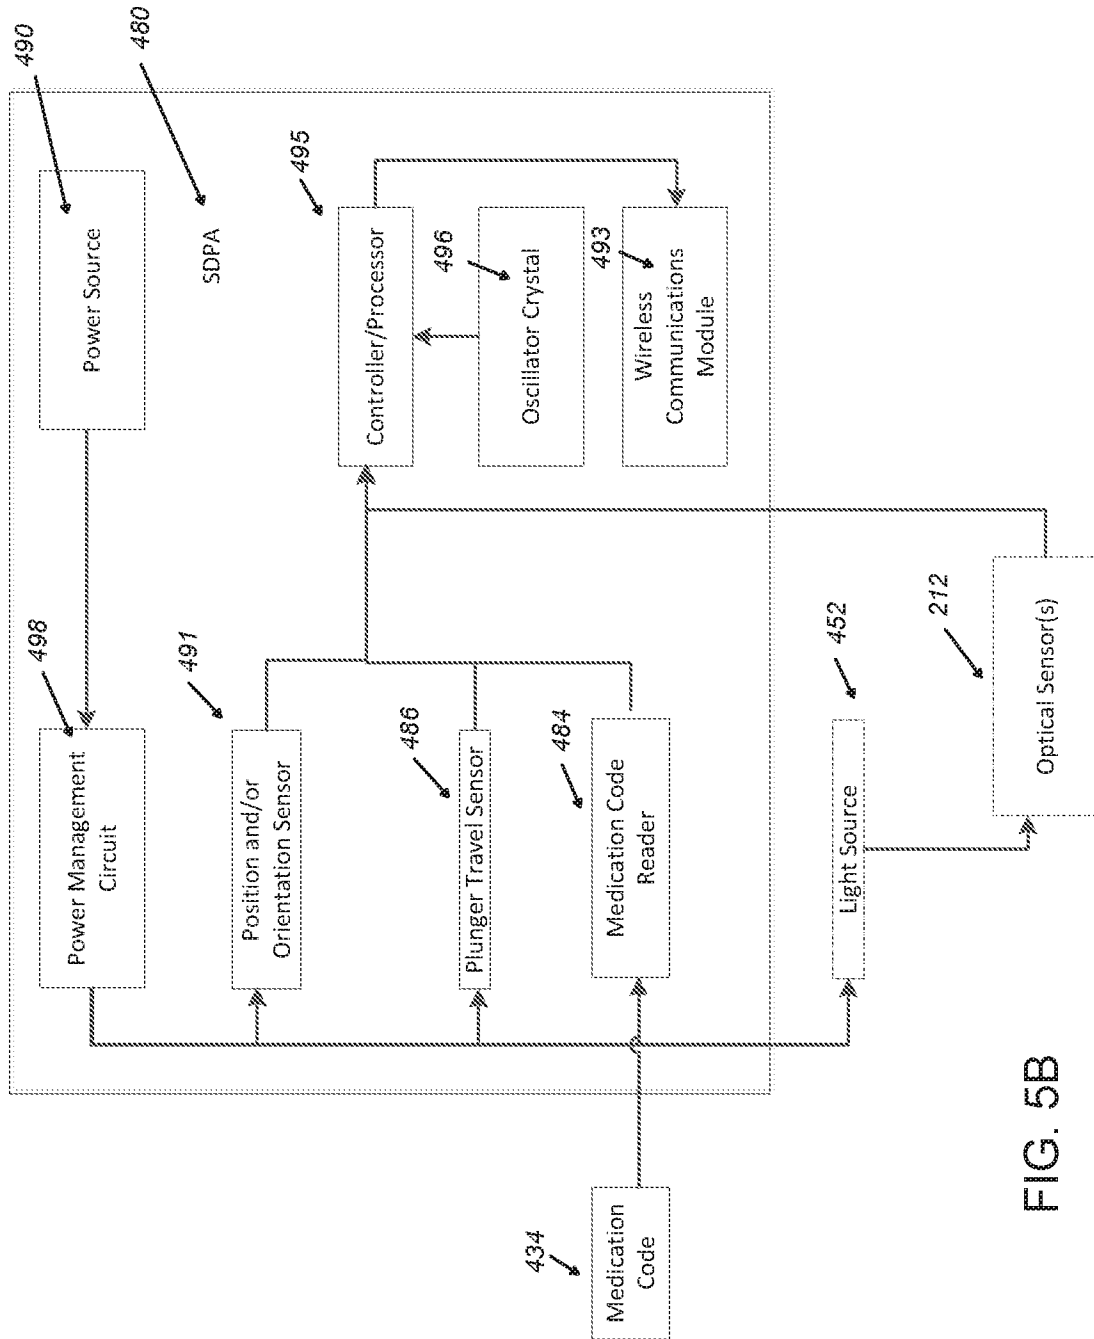 490
480
Power Source
SDPA
498
Power Management
Circuit
495
Controller/Processor
491
Position and/or
Orientation Sensor
496
Oscillator Crystal
486
Plunger Travel Sensor
493
Wireless
Communications
Module
484
Medication Code
Reader
434
Medication
Code
452
Light Source
212
Optical Sensor(s)
FIG. 5B